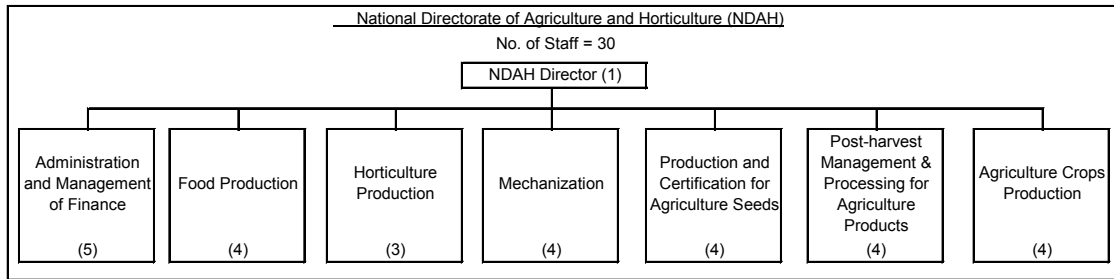 National Directorate of Agriculture and Horticulture (NDAH)
No. of Staff = 30
NDAH Director (1)
Administration
and Management
of Finance
(5)
Food Production
(4)
Horticulture
Production
(3)
Mechanization
(4)
Production and
Certification for
Agriculture Seeds
(4)
Post-harvest
Management &
Processing for
Agriculture
Products
(4)
Agriculture Crops
Production
(4)